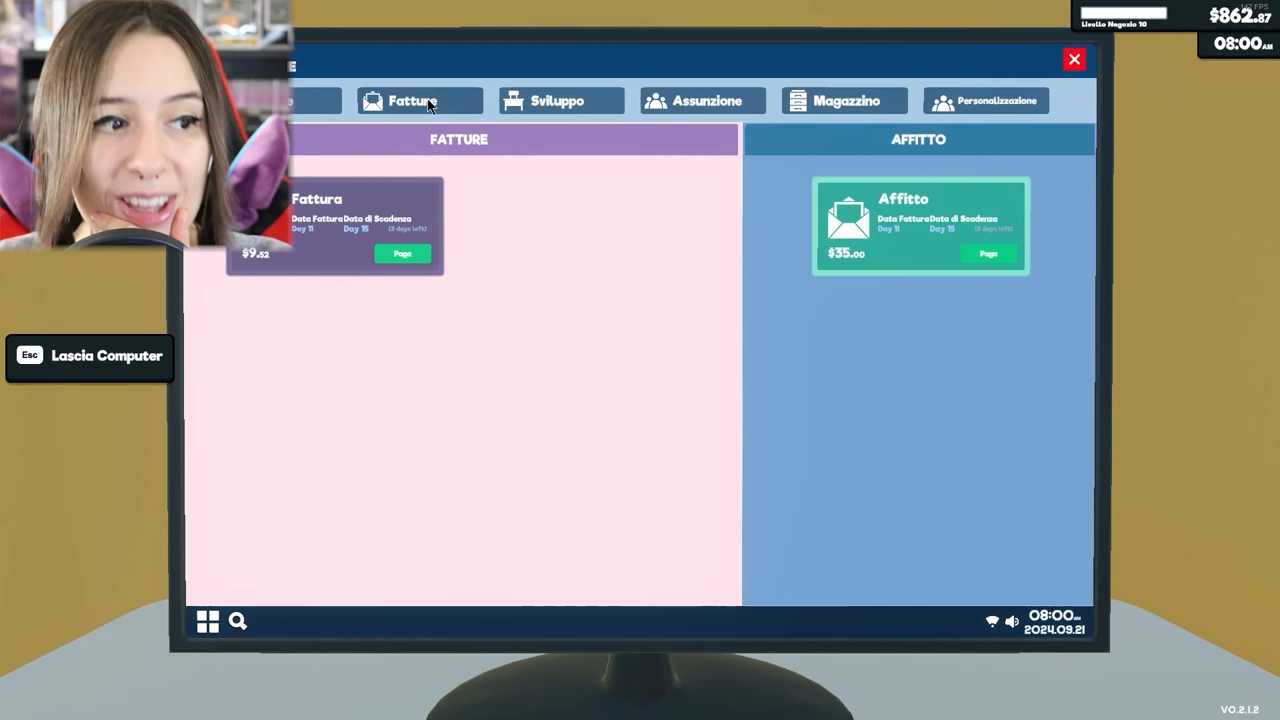 $862.87
Livello Negozio 10
08:00AM
Fatture
Sviluppo
Assunzione
Magazzino
Personalizzazione
FATTURE
AFFITTO
Fattura
Data Fattura Data di Scadenza
Day 11 Day 15 (3 days left)
$9.52
Paga
Affitto
Data Fattura Data di Scadenza
Day 11 Day 15 (3 days left)
$35.00
Paga
Esc Lascia Computer
08:00AM
2024.09.21
V0.2.1.2